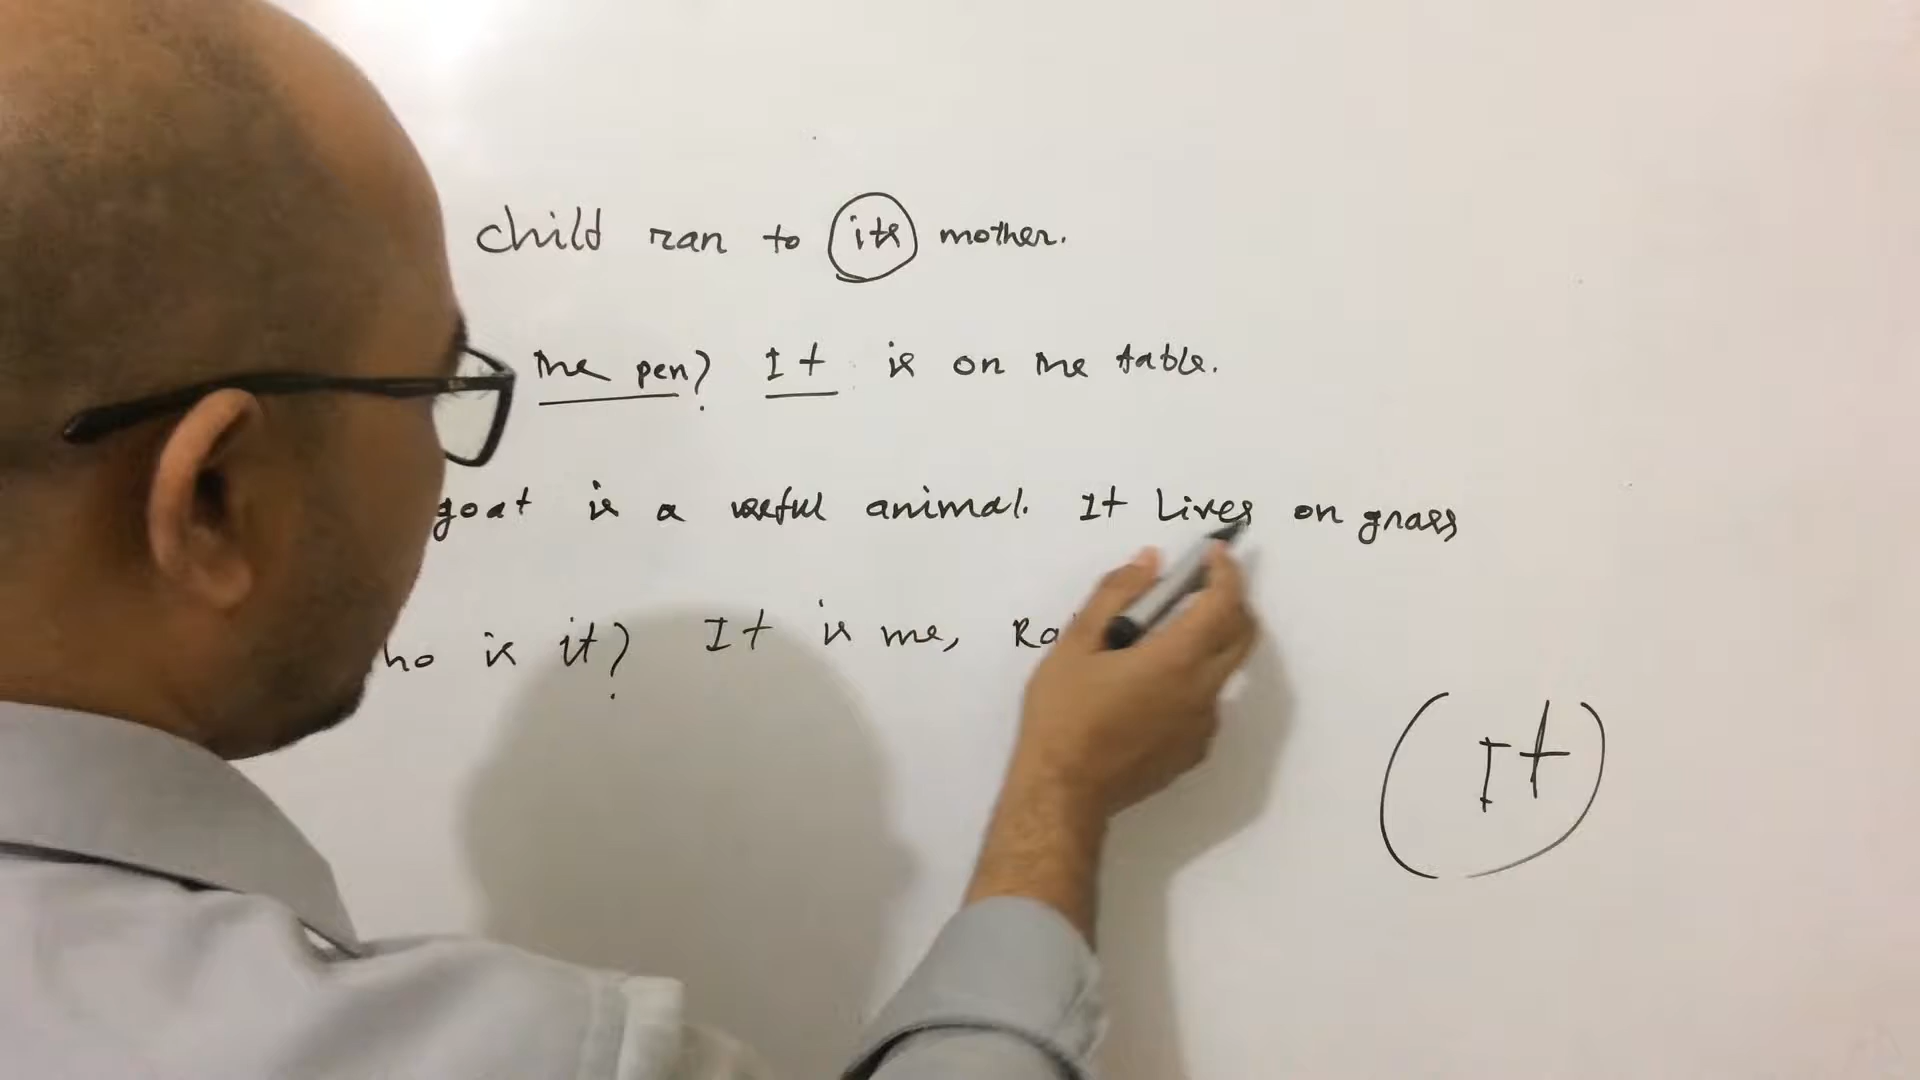 child ran to its mother.
the pen? It is on the table.
goat is a useful animal. It Lives on grass
ho is it? It is me, Ra
It